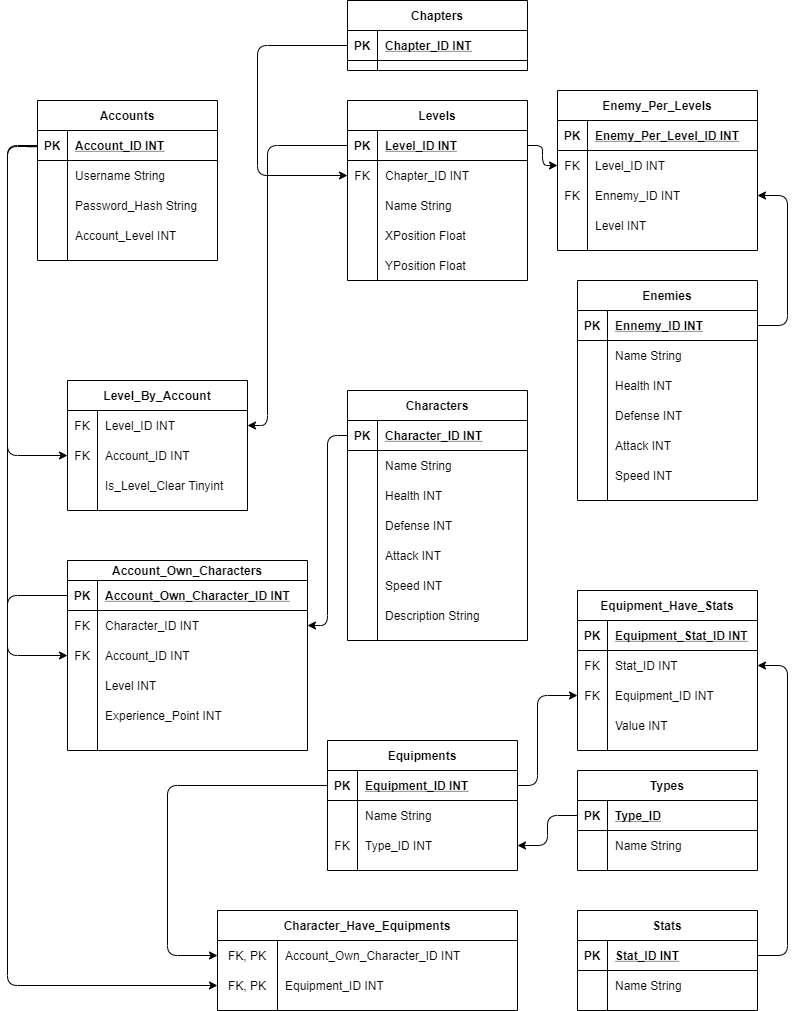 Chapters
PK Chapter_ID INT
Accounts
PK Account_ID INT
Username String
Password_Hash String
Account_Level INT
Levels
PK Level_ID INT
FK Chapter_ID INT
Name String
XPosition Float
YPosition Float
Enemy_Per_Levels
PK Enemy_Per_Level_ID INT
FK Level_ID INT
FK Ennemy_ID INT
Level INT
Enemies
PK Ennemy_ID INT
Name String
Health INT
Defense INT
Attack INT
Speed INT
Level_By_Account
FK Level_ID INT
FK Account_ID INT
Is_Level_Clear Tinyint
Characters
PK Character_ID INT
Name String
Health INT
Defense INT
Attack INT
Speed INT
Description String
Account_Own_Characters
PK Account_Own_Character_ID INT
FK Character_ID INT
FK Account_ID INT
Level INT
Experience_Point INT
Equipment_Have_Stats
PK Equipment_Stat_ID INT
FK Stat_ID INT
FK Equipment_ID INT
Value INT
Equipments
PK Equipment_ID INT
Name String
FK Type_ID INT
Types
PK Type_ID
Name String
Character_Have_Equipments
FK, PK Account_Own_Character_ID INT
FK, PK Equipment_ID INT
Stats
PK Stat_ID INT
Name String